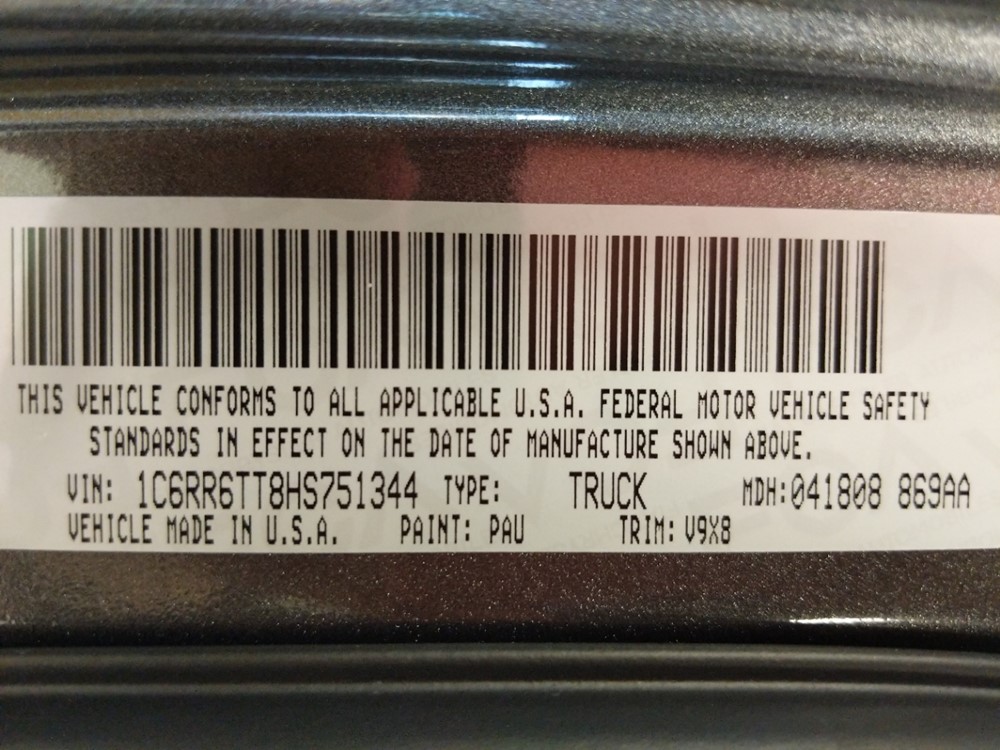 THIS VEHICLE CONFORMS TO ALL APPLICABLE U.S.A. FEDERAL MOTOR VEHICLE SAFETY
STANDARDS IN EFFECT ON THE DATE OF MANUFACTURE SHOWN ABOVE.
VIN: 1C6RR6TT8HS751344 TYPE: TRUCK MDH:041808 869AA
VEHICLE MADE IN U.S.A. PAINT: PAU TRIM: V9X8